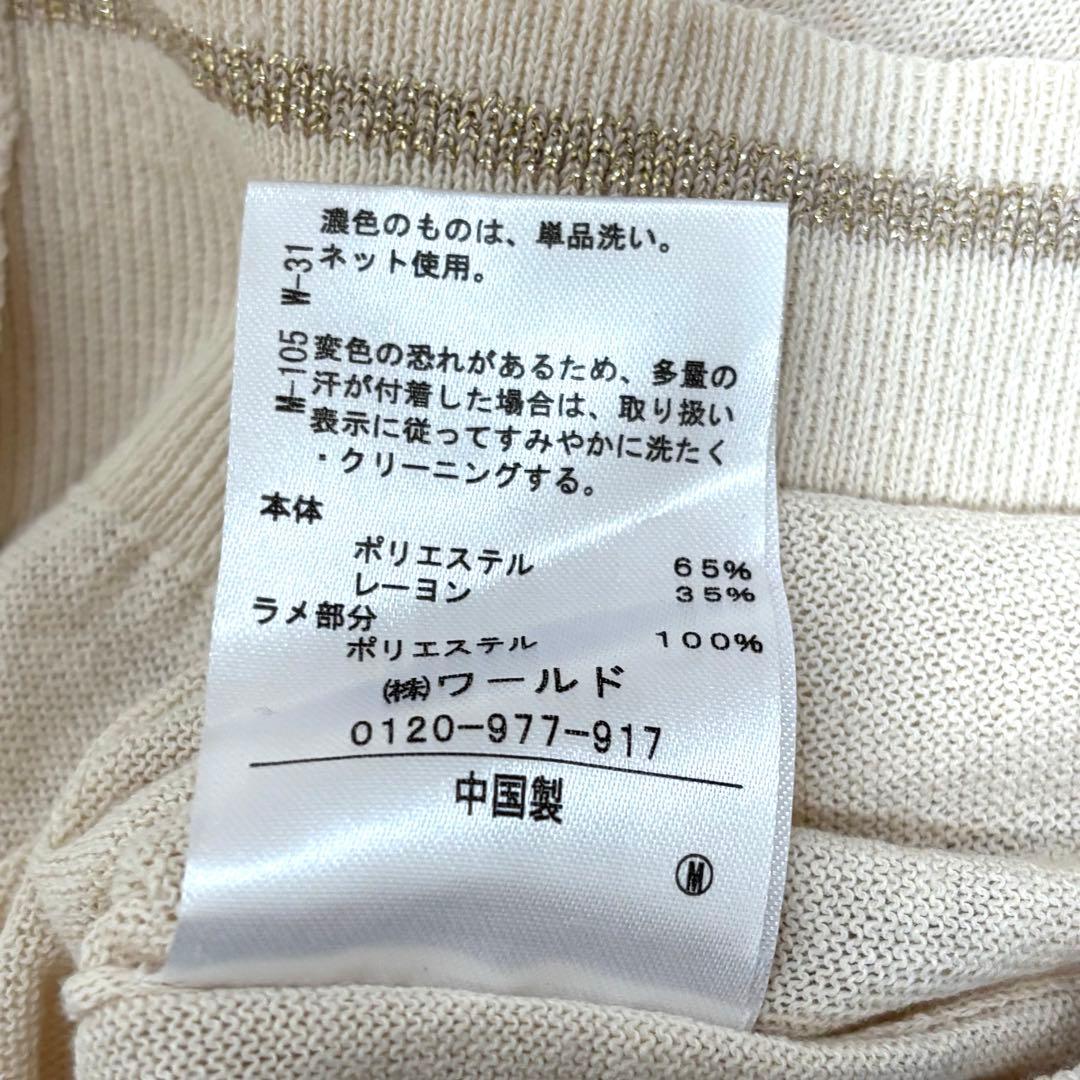 濃色のものは、単品洗い。
W-31 ネット使用。
W-105 変色の恐れがあるため、多量の
汗が付着した場合は、取り扱い
表示に従ってすみやかに洗たく
・クリーニングする。
本体
ポリエステル 65%
レーヨン 35%
ラメ部分
ポリエステル 100%
㈱ワールド
0120-977-917
中国製
Ⓜ